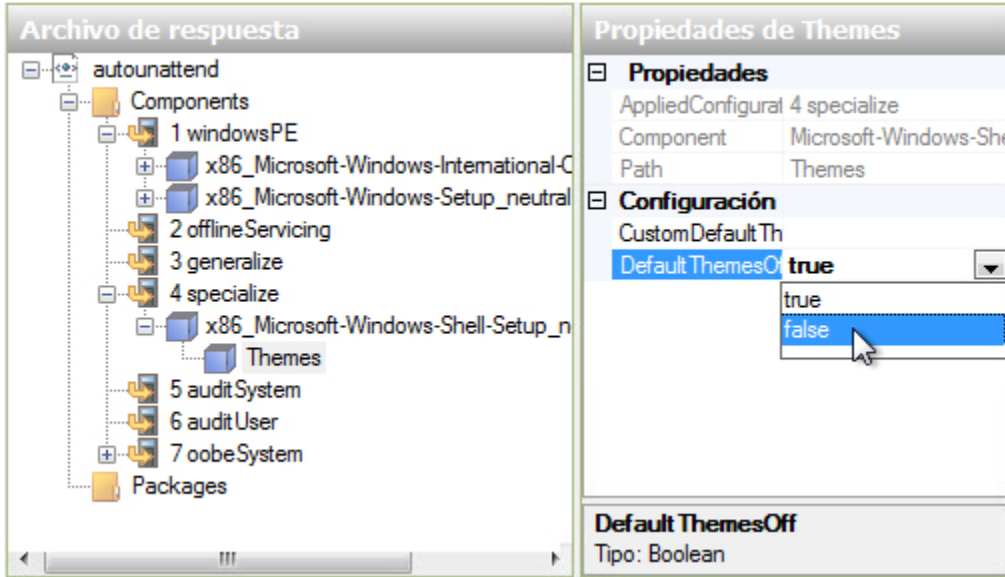 Archivo de respuesta
autounattend
Components
1 windowsPE
x86_Microsoft-Windows-International-C
x86_Microsoft-Windows-Setup_neutral
2 offlineServicing
3 generalize
4 specialize
x86_Microsoft-Windows-Shell-Setup_n
Themes
5 auditSystem
6 auditUser
7 oobeSystem
Packages
Propiedades de Themes
Propiedades
AppliedConfigurat 4 specialize
Component Microsoft-Windows-She
Path Themes
Configuración
CustomDefaultTh
DefaultThemesOf true
true
false
DefaultThemesOff
Tipo: Boolean